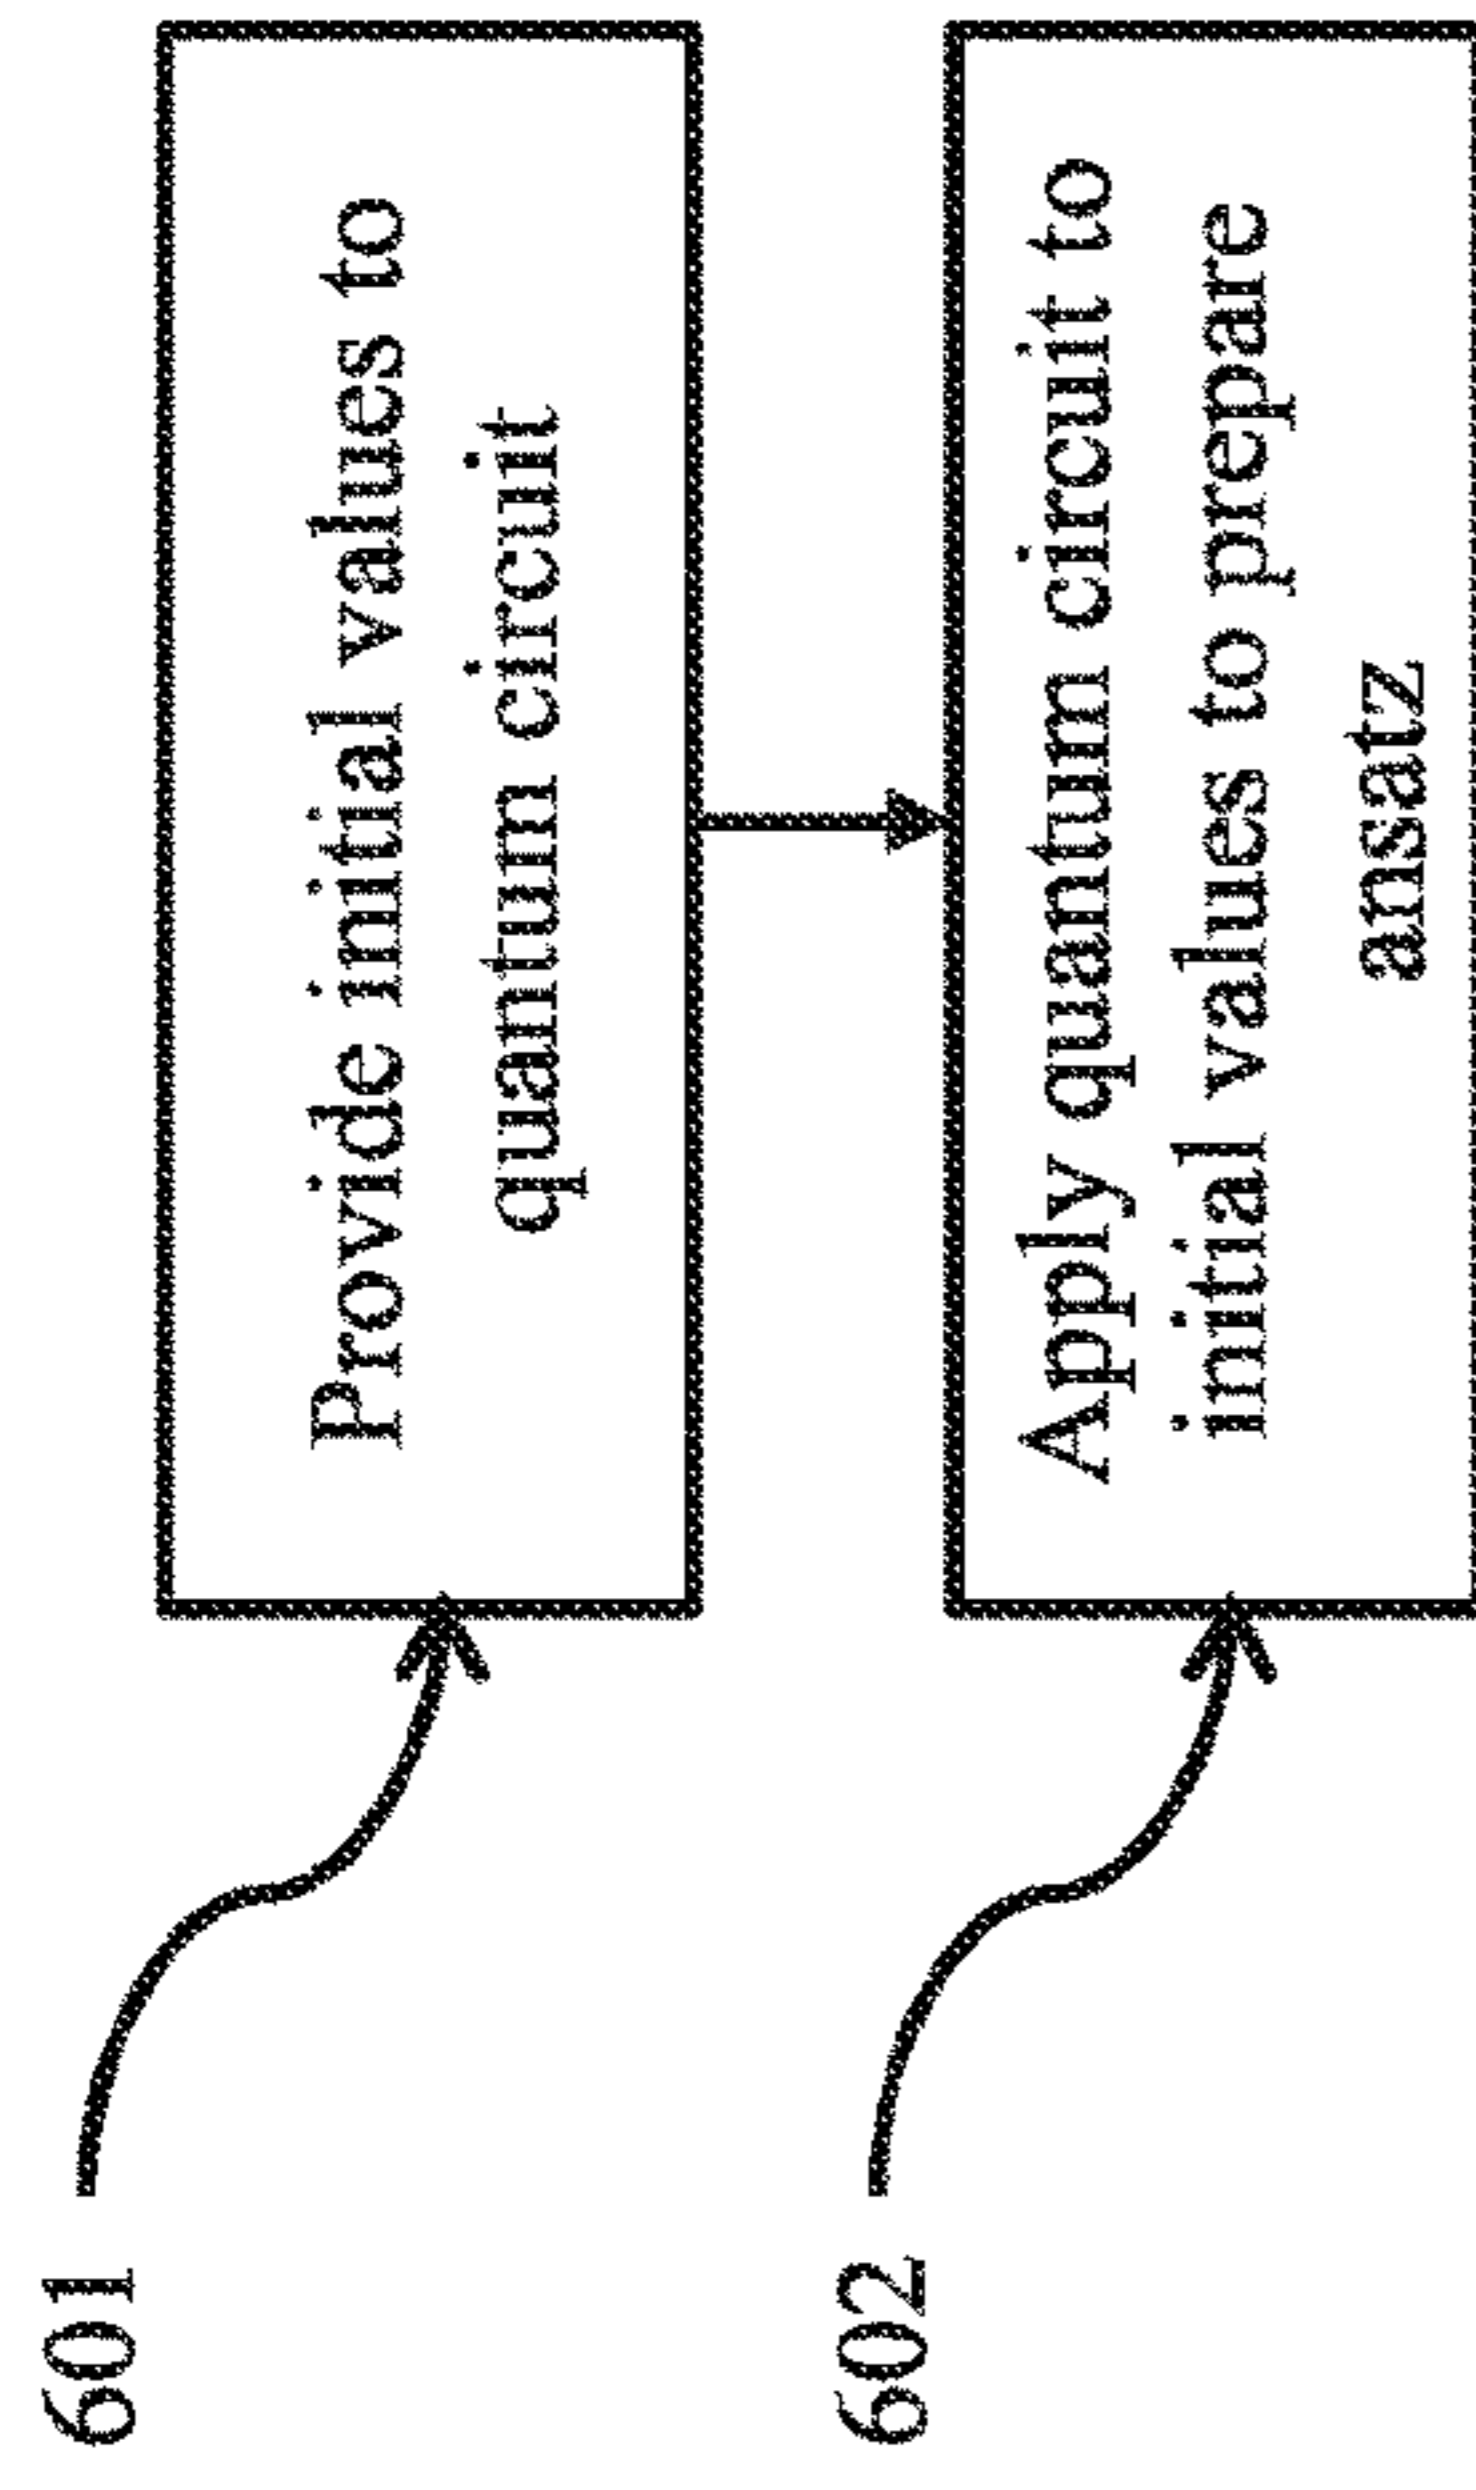 601
Provide initial values to
quantum circuit
602
Apply quantum circuit to
initial values to prepare
ansatz